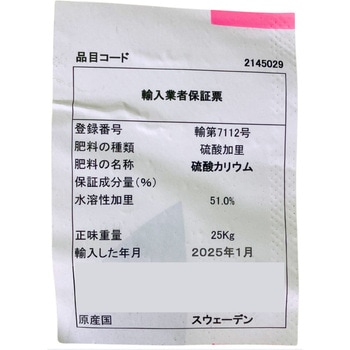 品目コード 2145029
輸入業者保証票
登録番号 輸第7112号
肥料の種類 硫酸加里
肥料の名称 硫酸カリウム
保証成分量(%)
水溶性加里 51.0%
正味重量 25Kg
輸入した年月 2025年1月
原産国 スウェーデン